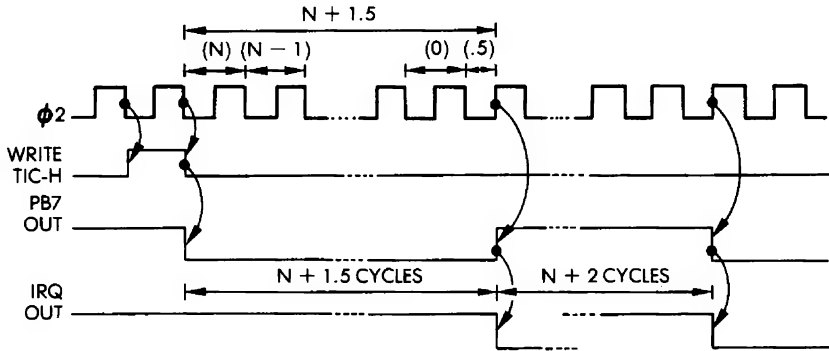 N + 1.5
(N) (N − 1) (0) (.5)
ϕ2
WRITE
TIC-H
PB7
OUT
N + 1.5 CYCLES N + 2 CYCLES
IRQ
OUT